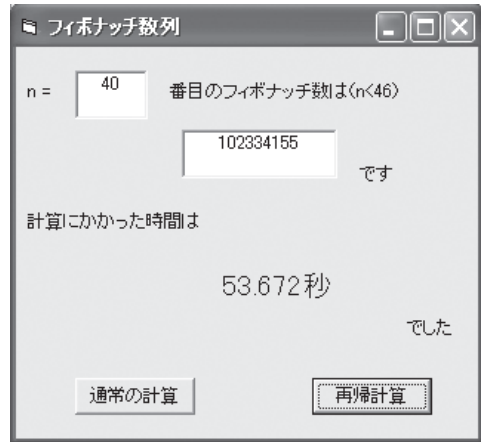 フィボナッチ数列
n = 40 番目のフィボナッチ数は(n<46)
102334155
です
計算にかかった時間は
53.672秒
でした
通常の計算 再帰計算